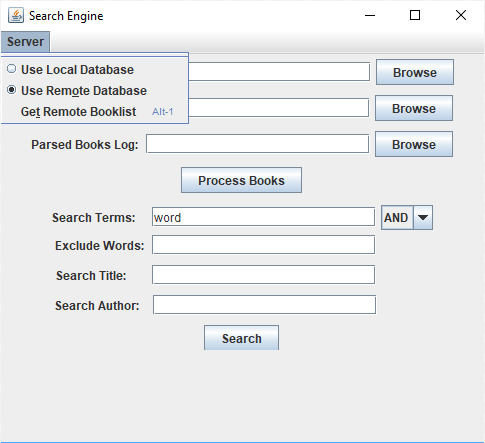 Search Engine
Server
Use Local Database
Browse
Use Remote Database
Browse
Get Remote Booklist Alt-1
Parsed Books Log: Browse
Process Books
Search Terms: word AND
Exclude Words:
Search Title:
Search Author:
Search